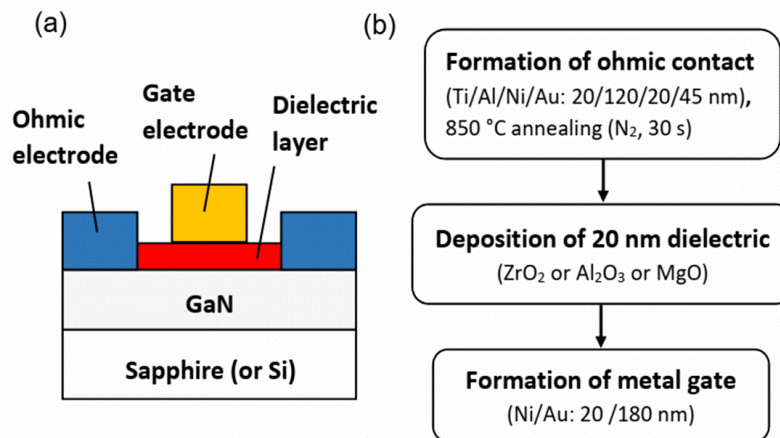 (a)
Ohmic
electrode
Gate
electrode
Dielectric
layer
GaN
Sapphire (or Si)
(b)
Formation of ohmic contact
(Ti/Al/Ni/Au: 20/120/20/45 nm),
850 °C annealing (N₂, 30 s)
Deposition of 20 nm dielectric
(ZrO₂ or Al₂O₃ or MgO)
Formation of metal gate
(Ni/Au: 20 /180 nm)